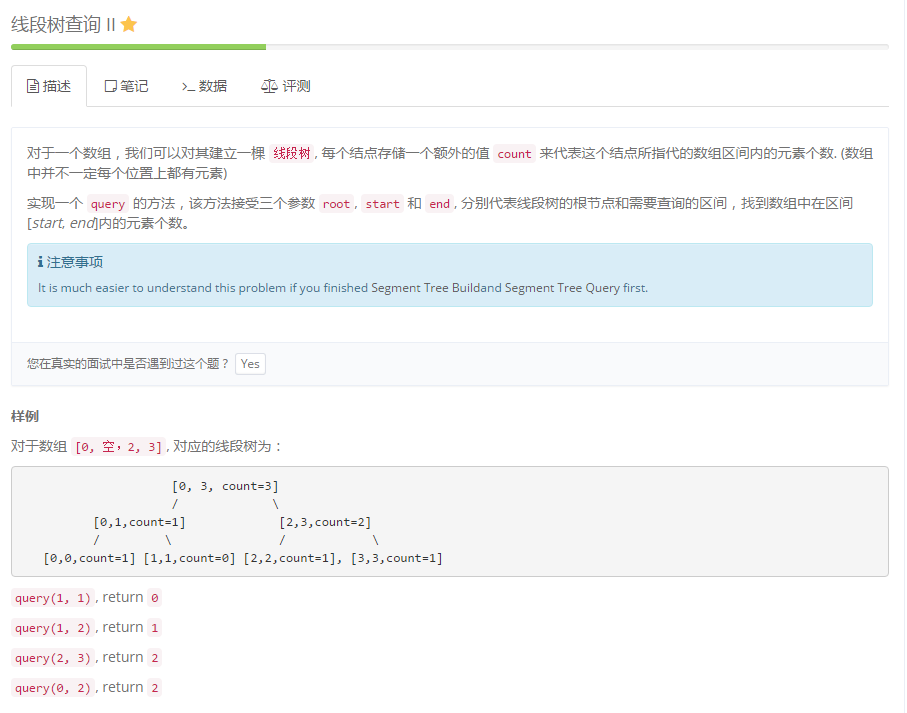 线段树查询 II
描述 笔记 数据 评测
对于一个数组，我们可以对其建立一棵 线段树, 每个结点存储一个额外的值 count 来代表这个结点所指代的数组区间内的元素个数. (数组
中并不一定每个位置上都有元素)
实现一个 query 的方法，该方法接受三个参数 root, start 和 end, 分别代表线段树的根节点和需要查询的区间，找到数组中在区间
[start, end]内的元素个数。
注意事项
It is much easier to understand this problem if you finished Segment Tree Buildand Segment Tree Query first.
您在真实的面试中是否遇到过这个题？ Yes
样例
对于数组 [0, 空，2, 3], 对应的线段树为：
[0, 3, count=3]
/ \
[0,1,count=1] [2,3,count=2]
/ \ / \
[0,0,count=1] [1,1,count=0] [2,2,count=1], [3,3,count=1]
query(1, 1), return 0
query(1, 2), return 1
query(2, 3), return 2
query(0, 2), return 2